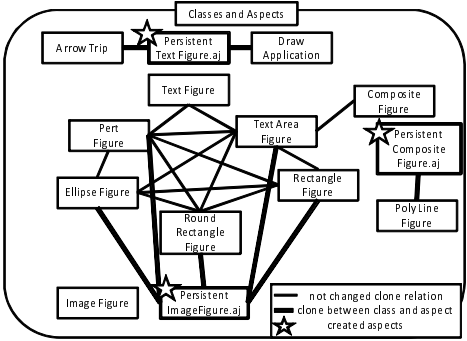 Classes and Aspects
Arrow Trip
Persistent
Text Figure.aj
Draw
Application
Text Figure
Composite
Figure
Pert
Figure
Text Area
Figure
Persistent
Composite
Figure.aj
Ellipse Figure
Rectangle
Figure
Round
Rectangle
Figure
PolyLine
Figure
Image Figure
Persistent
ImageFigure.aj
not changed clone relation
clone between class and aspect
created aspects